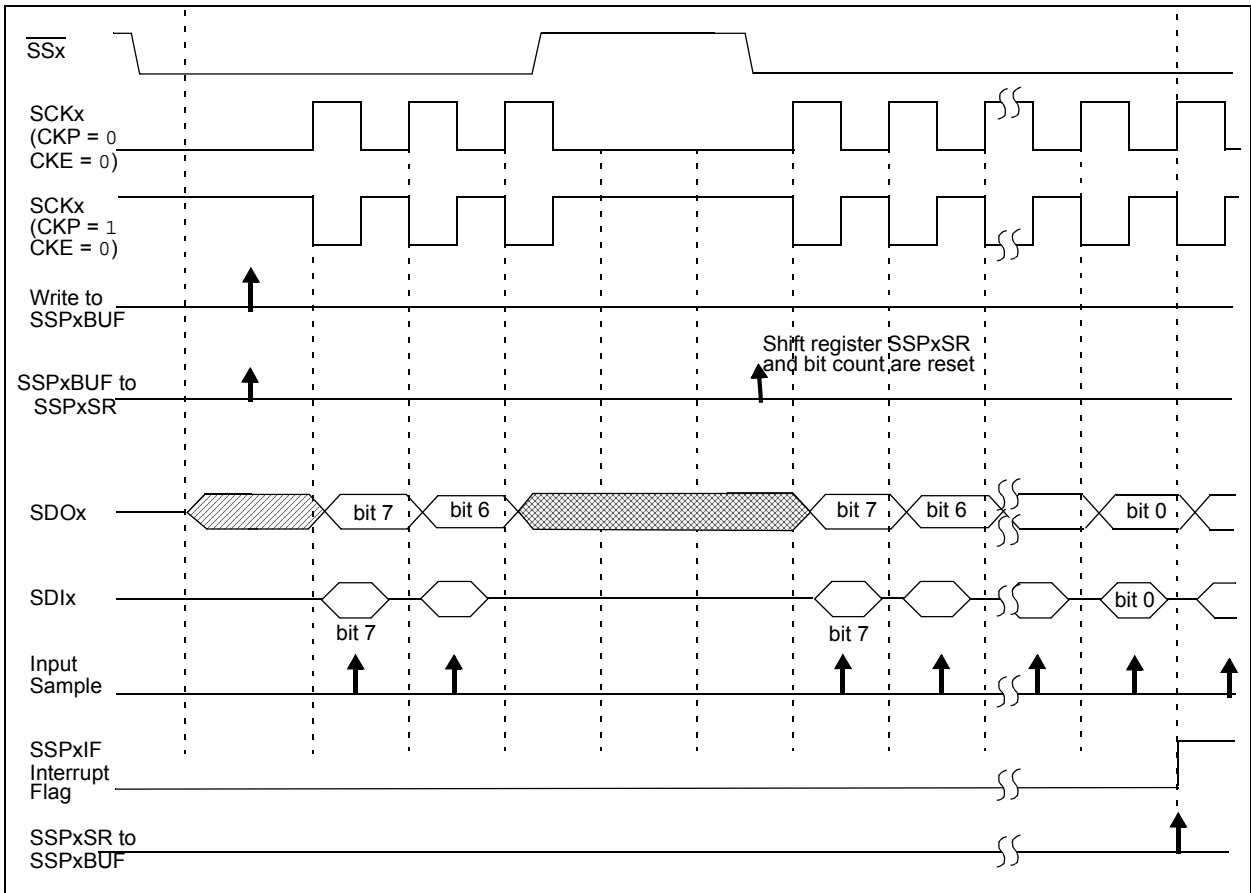 SSx
SCKx
(CKP = 0
CKE = 0)
SCKx
(CKP = 1
CKE = 0)
Write to
SSPxBUF
Shift register SSPxSR
and bit count are reset
SSPxBUF to
SSPxSR
SDOx
bit 7
bit 6
bit 7
bit 6
bit 0
SDIx
bit 0
bit 7
bit 7
Input
Sample
SSPxIF
Interrupt
Flag
SSPxSR to
SSPxBUF